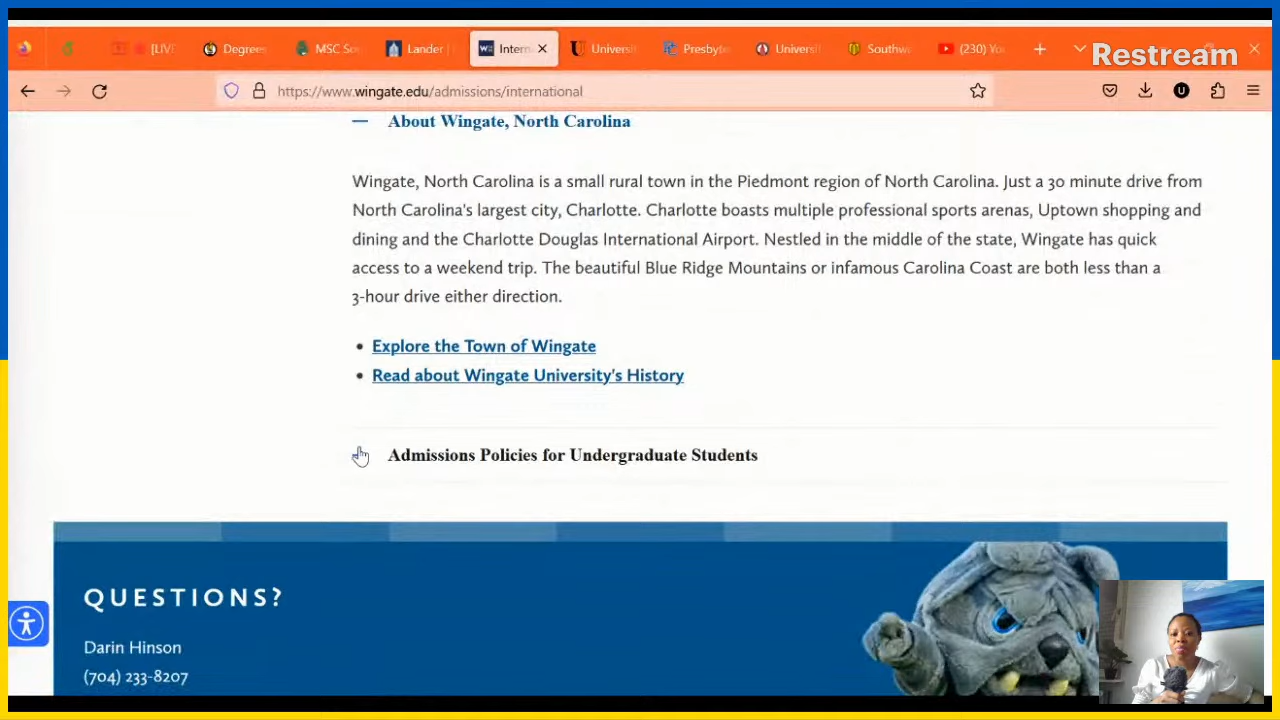 [LIVE
Degrees
MSC So
Lander
Intern
Universi
Presbyte
Universi
Southw
(230) Yo
Restream
https://www.wingate.edu/admissions/international
U
About Wingate, North Carolina
Wingate, North Carolina is a small rural town in the Piedmont region of North Carolina. Just a 30 minute drive from
North Carolina's largest city, Charlotte. Charlotte boasts multiple professional sports arenas, Uptown shopping and
dining and the Charlotte Douglas International Airport. Nestled in the middle of the state, Wingate has quick
access to a weekend trip. The beautiful Blue Ridge Mountains or infamous Carolina Coast are both less than a
3-hour drive either direction.
Explore the Town of Wingate
Read about Wingate University's History
Admissions Policies for Undergraduate Students
QUESTIONS?
Darin Hinson
(704) 233-8207